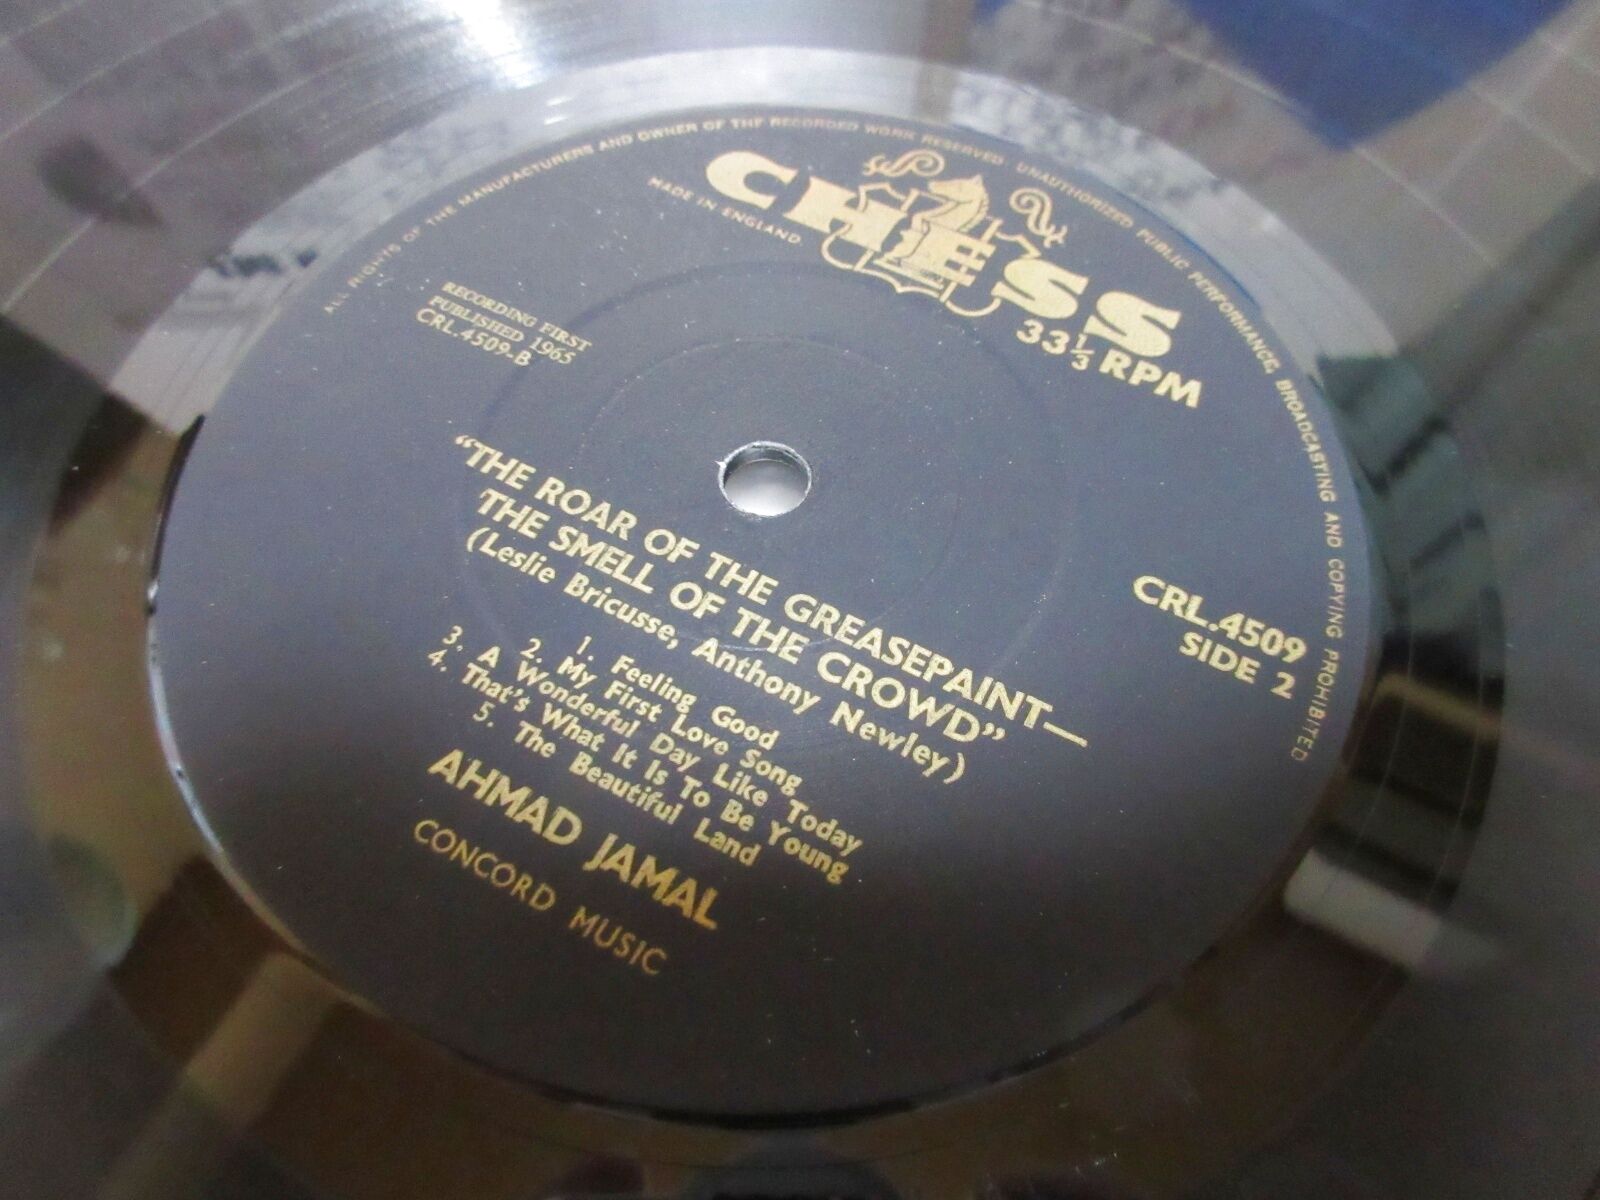 ALL RIGHTS OF THE MANUFACTURERS AND OWNER OF THE RECORDED WORK RESERVED UNAUTHORIZED PUBLIC PERFORMANCE, BROADCASTING AND COPYING PROHIBITED
CHESS
MADE IN ENGLAND.
33⅓ RPM
RECORDING FIRST
PUBLISHED 1965
CRL.4509-B
CRL.4509
SIDE 2
“THE ROAR OF THE GREASEPAINT—
THE SMELL OF THE CROWD”
(Leslie Bricusse, Anthony Newley)
1. Feeling Good
2. My First Love Song
3. A Wonderful Day Like Today
4. That's What It Is To Be Young
5. The Beautiful Land
AHMAD JAMAL
CONCORD MUSIC